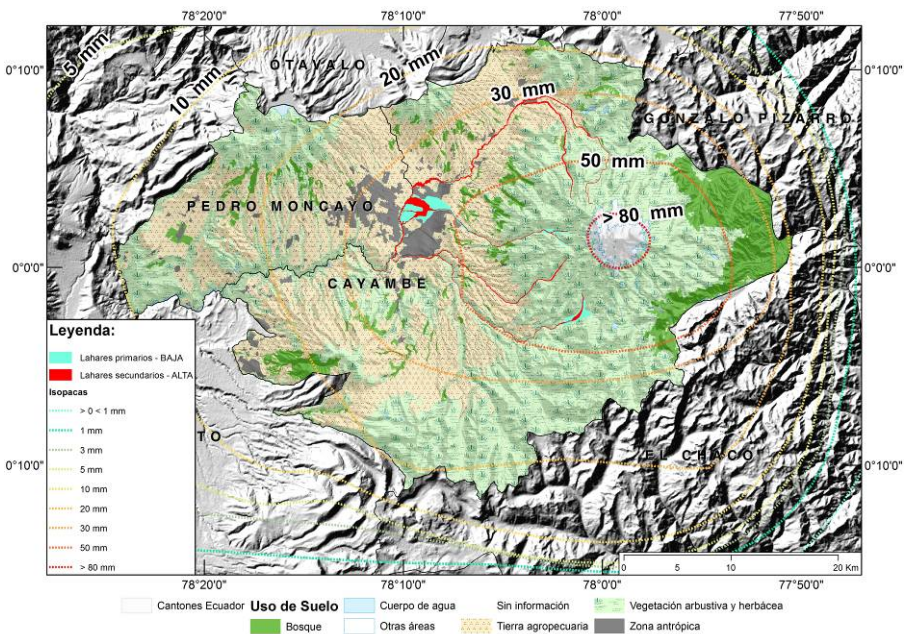 78°20'0" 78°10'0" 78°0'0" 77°50'0"
5 mm
10 mm
OTAVALO
20 mm
0°10'0" 0°10'0"
30 mm
GONZALO PIZARRO
50 mm
PEDRO MONCAYO
> 80 mm
0°0'0" 0°0'0"
CAYAMBE
Leyenda:
Lahares primarios - BAJA
Lahares secundarios - ALTA
Isopacas
> 0 < 1 mm
1 mm
3 mm
5 mm
10 mm
20 mm
30 mm
50 mm
> 80 mm
TO
EL CHACO
0°10'0" 0°10'0"
0 5 10 20 Km
78°20'0" 78°10'0" 78°0'0" 77°50'0"
Cantones Ecuador Uso de Suelo Cuerpo de agua Sin información Vegetación arbustiva y herbácea
Bosque Otras áreas Tierra agropecuaria Zona antrópica